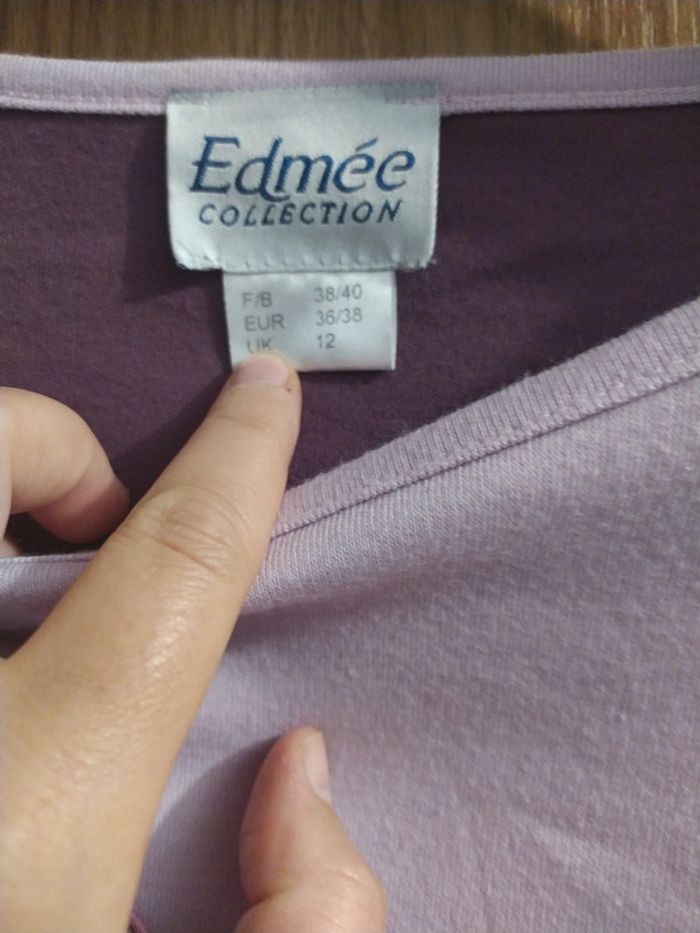 Edmée
COLLECTION
F/B 38/40
EUR 36/38
UK 12